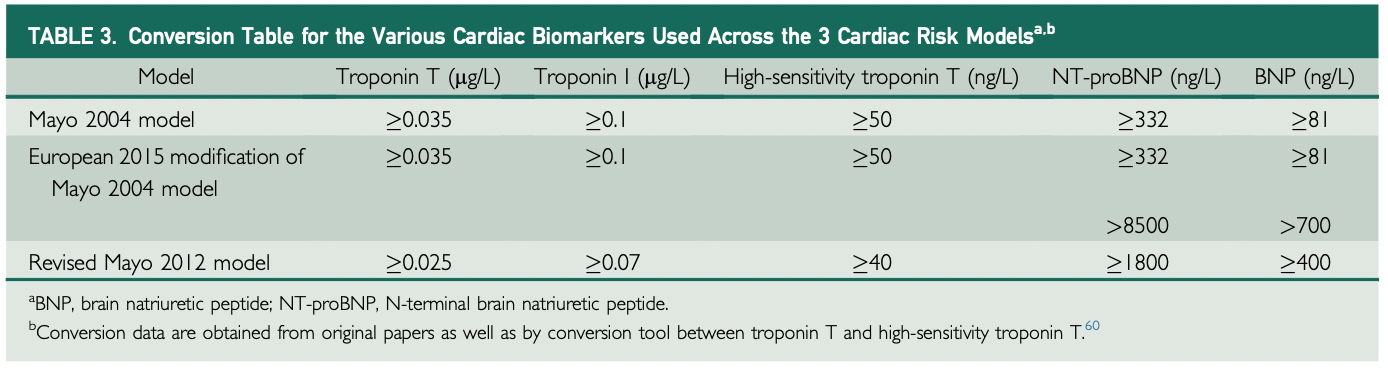 TABLE 3. Conversion Table for the Various Cardiac Biomarkers Used Across the 3 Cardiac Risk Modelsa,b
Model Troponin T (μg/L) Troponin I (μg/L) High-sensitivity troponin T (ng/L) NT-proBNP (ng/L) BNP (ng/L)
Mayo 2004 model ≥0.035 ≥0.1 ≥50 ≥332 ≥81
European 2015 modification of ≥0.035 ≥0.1 ≥50 ≥332 ≥81
Mayo 2004 model
>8500 >700
Revised Mayo 2012 model ≥0.025 ≥0.07 ≥40 ≥1800 ≥400
aBNP, brain natriuretic peptide; NT-proBNP, N-terminal brain natriuretic peptide.
bConversion data are obtained from original papers as well as by conversion tool between troponin T and high-sensitivity troponin T.60